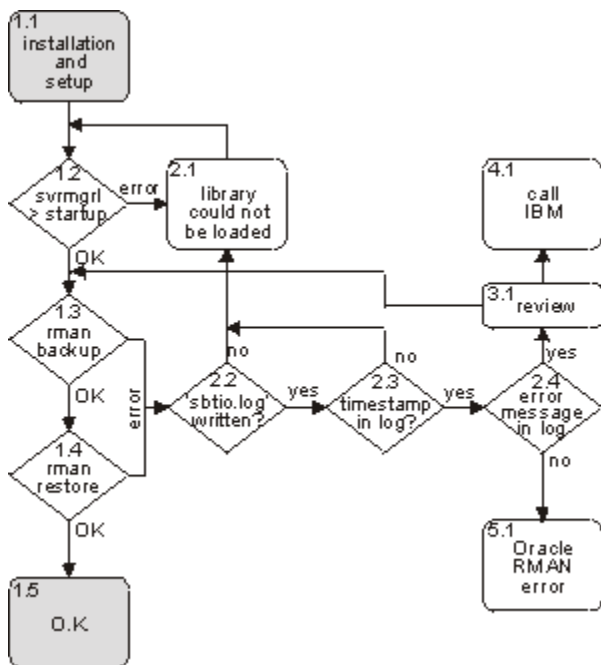 1.1
installation
and
setup
1.2
svrmgrl
> startup
error
OK
2.1
library
could not
be loaded
4.1
call
IBM
3.1
review
1.3
rman
backup
OK
error
no
2.2
'sbtio.log'
written?
yes
no
2.3
timestamp
in log?
yes
yes
2.4
error
message
in log
no
1.4
rman
restore
OK
5.1
Oracle
RMAN
error
1.5
O.K.